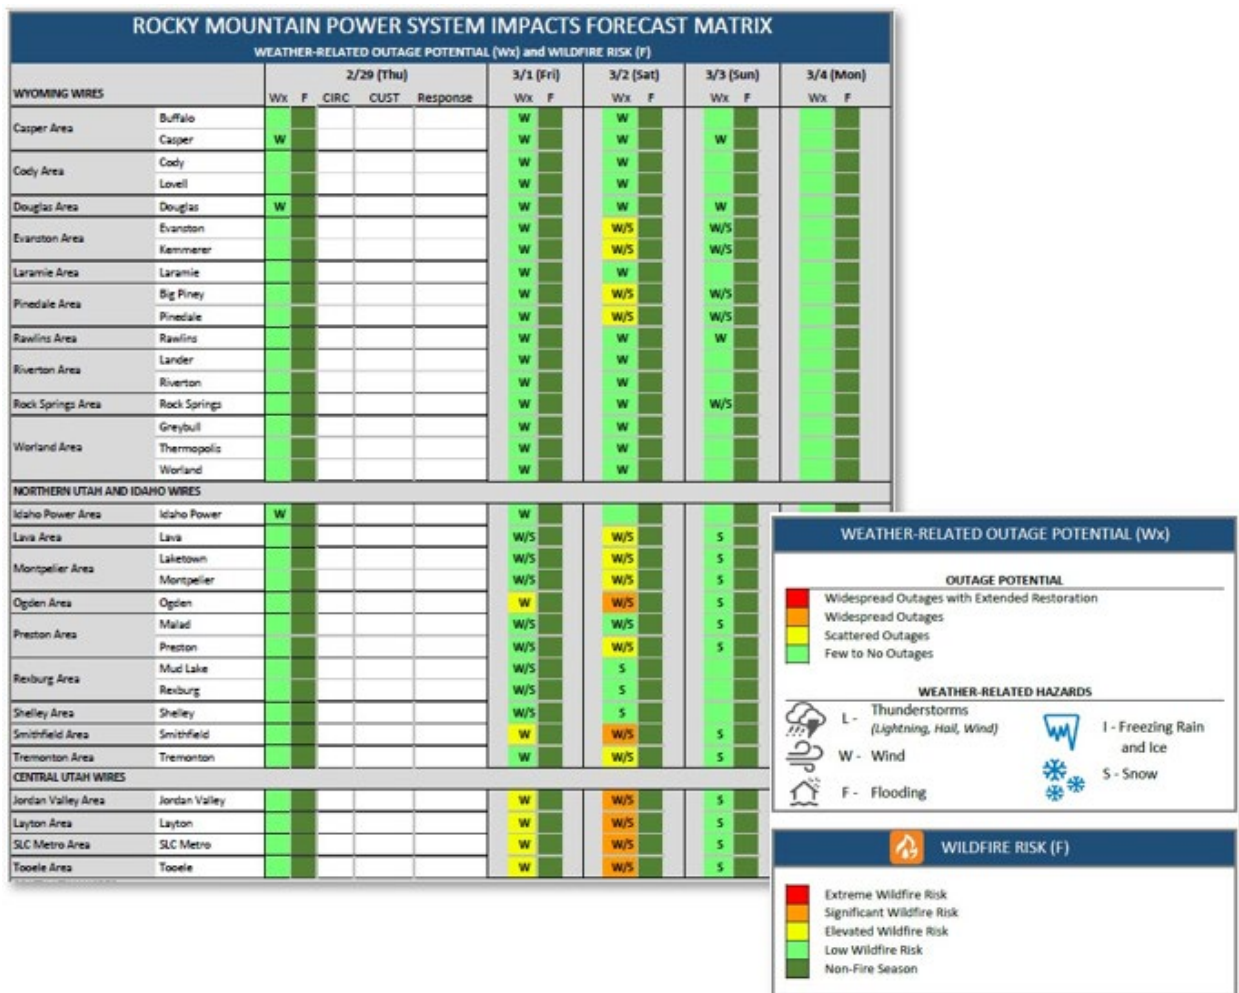 ROCKY MOUNTAIN POWER SYSTEM IMPACTS FORECAST MATRIX
WEATHER-RELATED OUTAGE POTENTIAL (Wx) and WILDFIRE RISK (F)
2/29 (Thu) 3/1 (Fri) 3/2 (Sat) 3/3 (Sun) 3/4 (Mon)
WYOMING WIRES Wx F CIRC CUST Response Wx F Wx F Wx F Wx F
Casper Area Buffalo W W
Casper W W W W
Cody Area Cody W W
Lovell W W
Douglas Area Douglas W W W W
Evanston Area Evanston W W/S W/S
Kemmerer W W/S W/S
Laramie Area Laramie W W
Pinedale Area Big Piney W W/S W/S
Pinedale W W/S W/S
Rawlins Area Rawlins W W W
Riverton Area Lander W W
Riverton W W
Rock Springs Area Rock Springs W W W/S
Worland Area Greybull W W
Thermopolis W W
Worland W W
NORTHERN UTAH AND IDAHO WIRES
Idaho Power Area Idaho Power W W
Lava Area Lava W/S W/S S
Montpelier Area Laketown W/S W/S S
Montpelier W/S W/S S
Ogden Area Ogden W W/S S
Preston Area Malad W/S W/S S
Preston W/S W/S S
Rexburg Area Mud Lake W/S S
Rexburg W/S S
Shelley Area Shelley W/S S
Smithfield Area Smithfield W W/S S
Tremonton Area Tremonton W W/S S
CENTRAL UTAH WIRES
Jordan Valley Area Jordan Valley W W/S S
Layton Area Layton W W/S S
SLC Metro Area SLC Metro W W/S S
Tooele Area Tooele W W/S S
WEATHER-RELATED OUTAGE POTENTIAL (Wx)
OUTAGE POTENTIAL
Widespread Outages with Extended Restoration
Widespread Outages
Scattered Outages
Few to No Outages
WEATHER-RELATED HAZARDS
L - Thunderstorms
(Lightning, Hail, Wind)
W - Wind
F - Flooding
I - Freezing Rain
and Ice
S - Snow
WILDFIRE RISK (F)
Extreme Wildfire Risk
Significant Wildfire Risk
Elevated Wildfire Risk
Low Wildfire Risk
Non-Fire Season